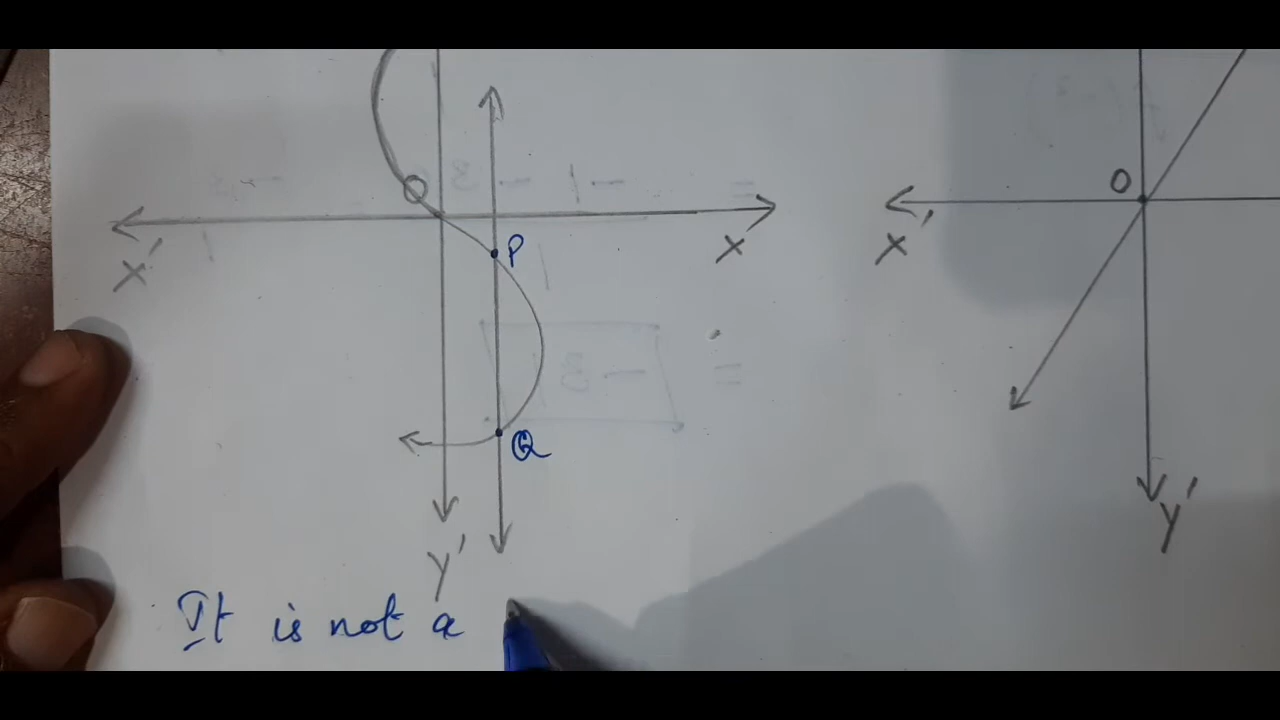 O
P
X' X
Q
Y'
It is not a
O
X'
Y'